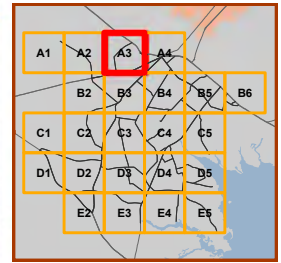 A1 A2 A3 A4
B2 B3 B4 B5 B6
C1 C2 C3 C4 C5
D1 D2 D3 D4 D5
E2 E3 E4 E5